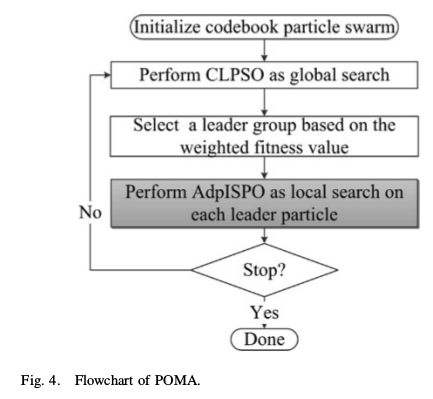 Initialize codebook particle swarm
Perform CLPSO as global search
Select a leader group based on the
weighted fitness value
Perform AdpISPO as local search on
each leader particle
No
Stop?
Yes
Done
Fig. 4. Flowchart of POMA.